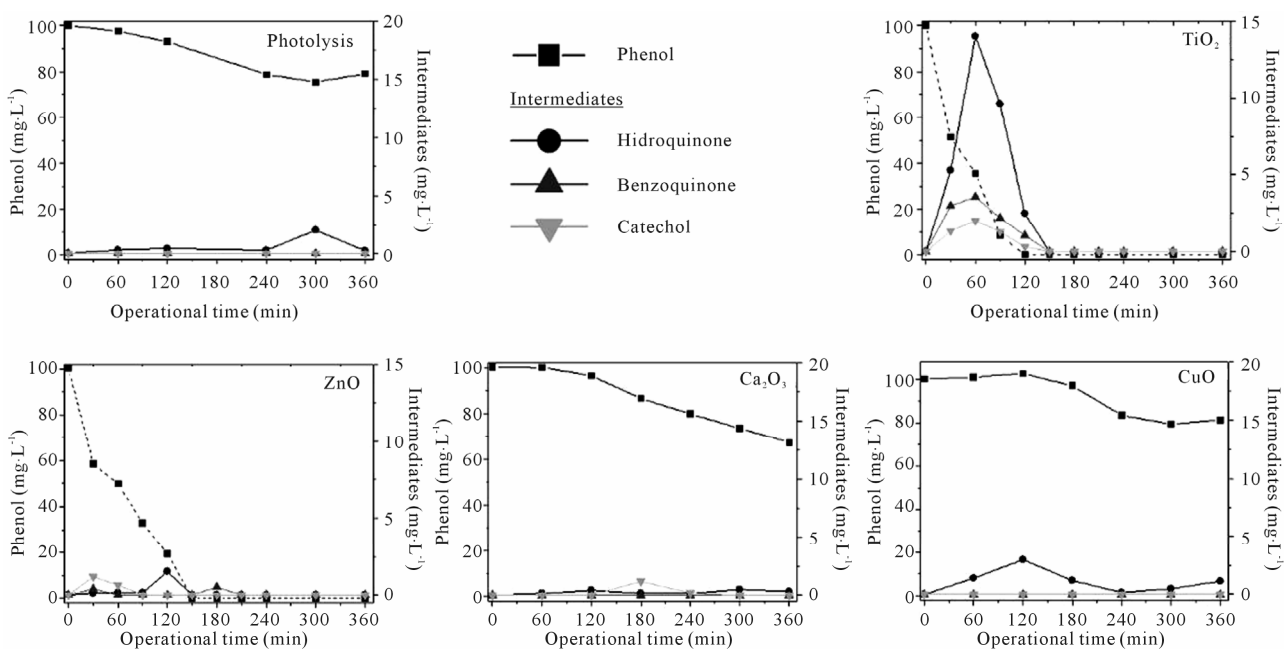 Photolysis
100
80
60
40
20
0
Phenol (mg·L⁻¹)
20
15
10
5
0
Intermediates (mg·L⁻¹)
0 60 120 180 240 300 360
Operational time (min)
Phenol
Intermediates
Hidroquinone
Benzoquinone
Catechol
TiO₂
100
80
60
40
20
0
Phenol (mg·L⁻¹)
15
10
5
0
Intermediates (mg·L⁻¹)
0 60 120 180 240 300 360
Operational time (min)
ZnO
100
80
60
40
20
0
Phenol (mg·L⁻¹)
15
10
5
0
Intermediates (mg·L⁻¹)
0 60 120 180 240 300 360
Operational time (min)
Ca₂O₃
100
80
60
40
20
0
Pheuol (mg·L⁻¹)
20
15
10
5
0
Intermediates (mg·L⁻¹)
0 60 120 180 240 300 360
Operational time (min)
CuO
100
80
60
40
20
0
Phenol (mg·L⁻¹)
20
15
10
5
0
Intermediates (mg·L⁻¹)
0 60 120 180 240 300 360
Operational time (min)